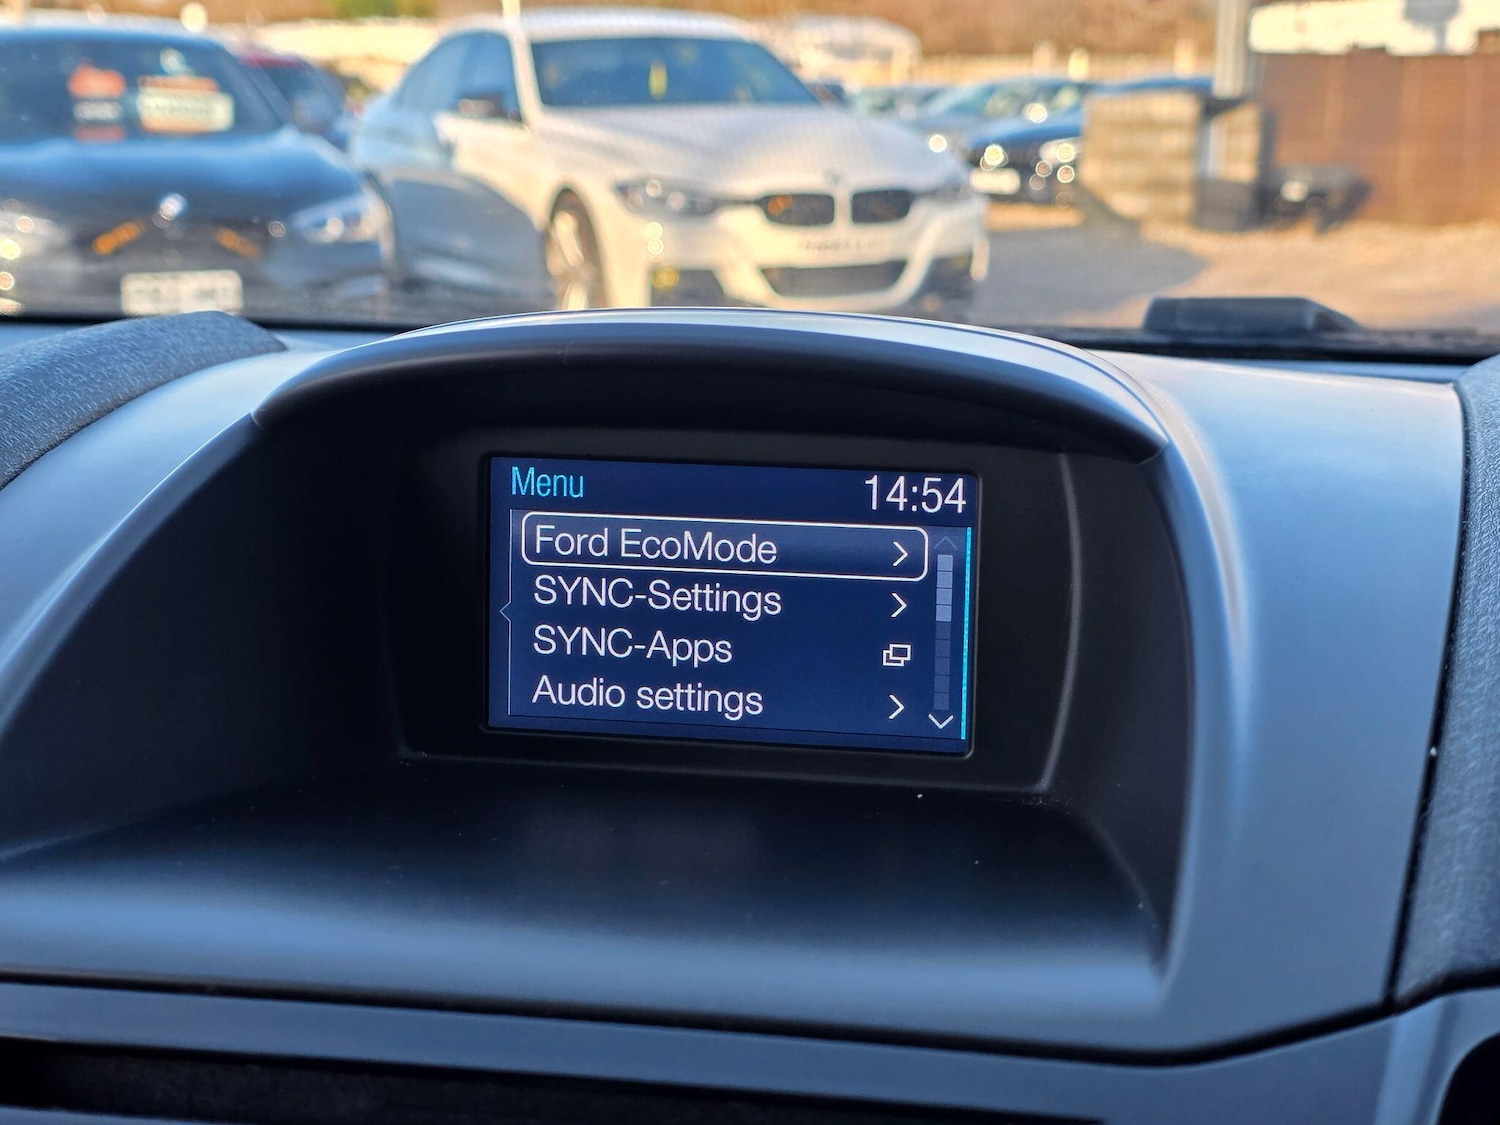 Menu
14:54
Ford EcoMode
SYNC-Settings
SYNC-Apps
Audio settings